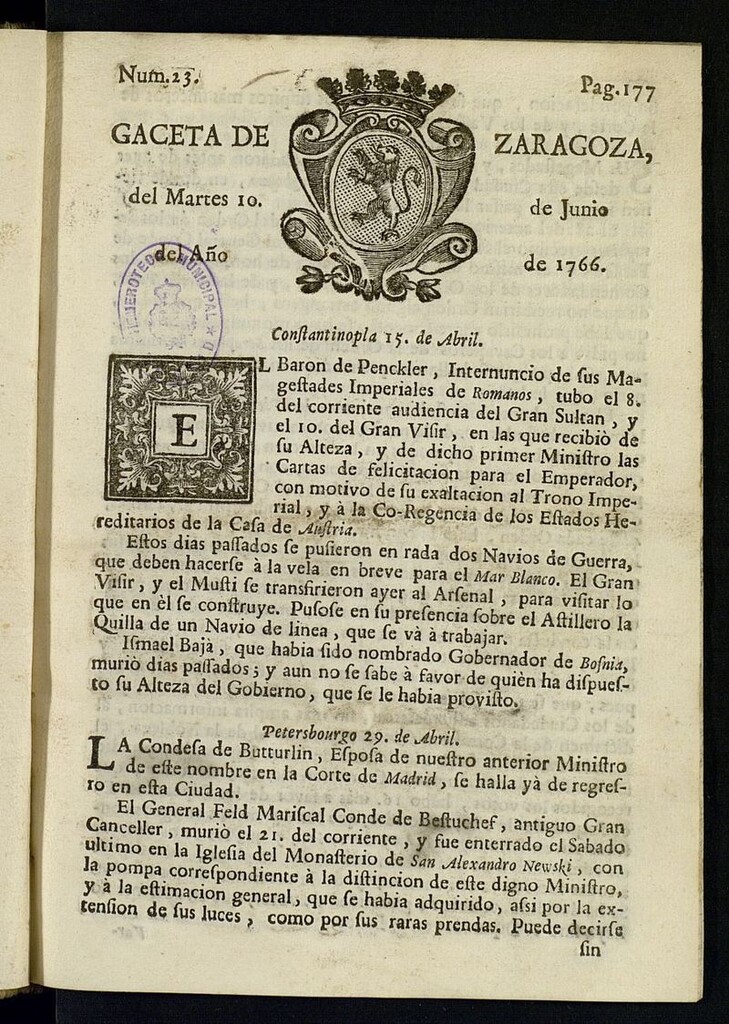 Num. 23.
Pag. 177
GACETA DE ZARAGOZA,
del Martes 10. de Junio
del Año de 1766.
HEMEROTECA MUNICIPAL
Conſtantinopla 15. de Abril.
EL Baron de Penckler, Internuncio de ſus Ma-
geſtades Imperiales de Romanos, tubo el 8.
del corriente audiencia del Gran Sultan, y
el 10. del Gran Viſir, en las que recibiò de
ſu Alteza, y de dicho primer Miniſtro las
Cartas de felicitacion para el Emperador,
con motivo de ſu exaltacion al Trono Impe-
rial, y à la Co-Regencia de los Eſtados He-
reditarios de la Caſa de Auſtria.
Eſtos dias paſſados ſe puſieron en rada dos Navios de Guerra,
que deben hacerſe à la vela en breve para el Mar Blanco. El Gran
Viſir, y el Mufti ſe transfirieron ayer al Arſenal, para viſitar lo
que en èl ſe conſtruye. Puſoſe en ſu preſencia ſobre el Aſtillero la
Quilla de un Navio de linea, que ſe và à trabajar.
Iſmael Bajà, que habia ſido nombrado Gobernador de Boſnia,
murió dias paſſados; y aun no ſe ſabe à favor de quièn ha diſpueſ-
to ſu Alteza del Gobierno, que ſe le habia proviſto.
Petersbourgo 29. de Abril.
LA Condeſa de Butturlin, Eſpoſa de nueſtro anterior Miniſtro
de eſte nombre en la Corte de Madrid, ſe halla yà de regreſ-
ſo en eſta Ciudad.
El General Feld Mariſcal Conde de Beſtuchef, antiguo Gran
Canceller, murió el 21. del corriente, y fue enterrado el Sabado
ultimo en la Igleſia del Monaſterio de San Alexandro Newski, con
la pompa correſpondiente à la diſtincion de eſte digno Miniſtro,
y à la eſtimacion general, que ſe habia adquirido, aſsi por la ex-
tenſion de ſus luces, como por ſus raras prendas. Puede decirſe
ſin